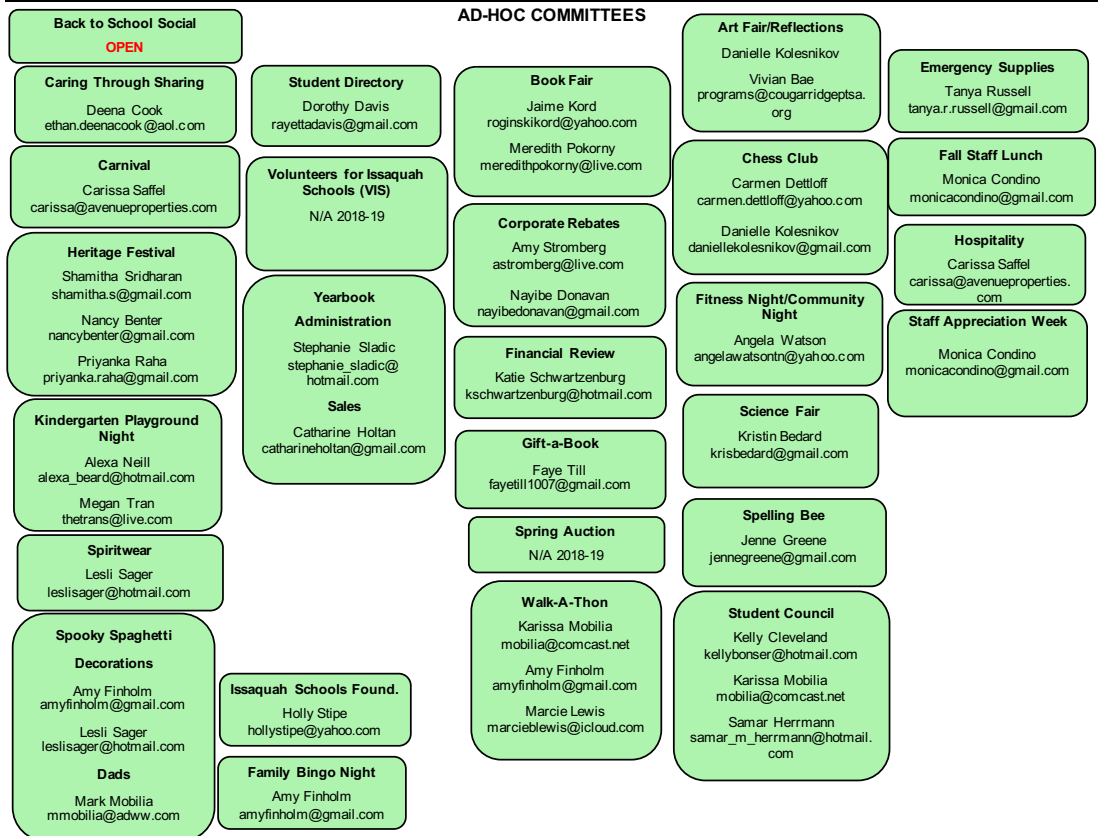 AD-HOC COMMITTEES
Back to School Social
OPEN
Caring Through Sharing
Deena Cook
ethan.deenacook@aol.com
Carnival
Carissa Saffel
carissa@avenueproperties.com
Heritage Festival
Shamitha Sridharan
shamitha.s@gmail.com
Nancy Benter
nancybenter@gmail.com
Priyanka Raha
priyanka.raha@gmail.com
Kindergarten Playground
Night
Alexa Neill
alexa_beard@hotmail.com
Megan Tran
thetrans@live.com
Spiritwear
Lesli Sager
leslisager@hotmail.com
Spooky Spaghetti
Decorations
Amy Finholm
amyfinholm@gmail.com
Lesli Sager
leslisager@hotmail.com
Dads
Mark Mobilia
mmobilia@adww.com
Student Directory
Dorothy Davis
rayettadavis@gmail.com
Volunteers for Issaquah
Schools (VIS)
N/A 2018-19
Yearbook
Administration
Stephanie Sladic
stephanie_sladic@
hotmail.com
Sales
Catharine Holtan
catharineholtan@gmail.com
Issaquah Schools Found.
Holly Stipe
hollystipe@yahoo.com
Family Bingo Night
Amy Finholm
amyfinholm@gmail.com
Book Fair
Jaime Kord
roginskikord@yahoo.com
Meredith Pokorny
meredithpokorny@live.com
Corporate Rebates
Amy Stromberg
astromberg@live.com
Nayibe Donavan
nayibedonavan@gmail.com
Financial Review
Katie Schwartzenburg
kschwartzenburg@hotmail.com
Gift-a-Book
Faye Till
fayetill1007@gmail.com
Spring Auction
N/A 2018-19
Walk-A-Thon
Karissa Mobilia
mobilia@comcast.net
Amy Finholm
amyfinholm@gmail.com
Marcie Lewis
marcieblewis@icloud.com
Art Fair/Reflections
Danielle Kolesnikov
Vivian Bae
programs@cougarridgeptsa.
org
Chess Club
Carmen Dettloff
carmen.dettloff@yahoo.com
Danielle Kolesnikov
daniellekolesnikov@gmail.com
Fitness Night/Community
Night
Angela Watson
angelawatsontn@yahoo.com
Science Fair
Kristin Bedard
krisbedard@gmail.com
Spelling Bee
Jenne Greene
jennegreene@gmail.com
Student Council
Kelly Cleveland
kellybonser@hotmail.com
Karissa Mobilia
mobilia@comcast.net
Samar Herrmann
samar_m_herrmann@hotmail.
com
Emergency Supplies
Tanya Russell
tanya.r.russell@gmail.com
Fall Staff Lunch
Monica Condino
monicacondino@gmail.com
Hospitality
Carissa Saffel
carissa@avenueproperties.
com
Staff Appreciation Week
Monica Condino
monicacondino@gmail.com